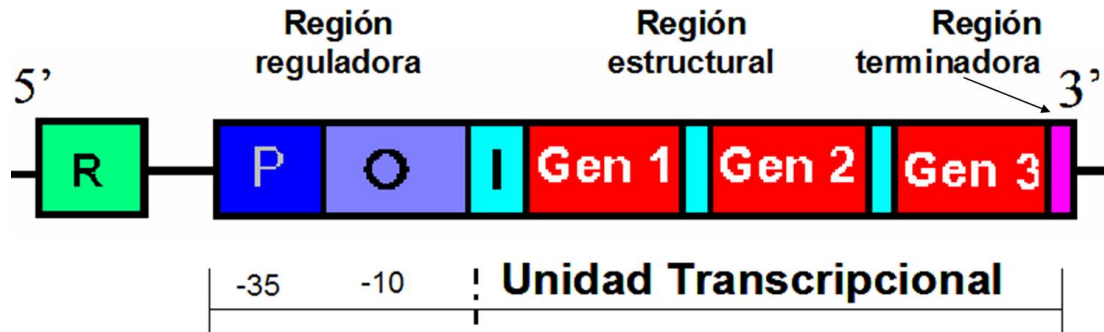 Región
reguladora
Región
estructural
Región
terminadora
5’
3’
R
P
O
I
Gen 1
Gen 2
Gen 3
-35
-10
Unidad Transcripcional